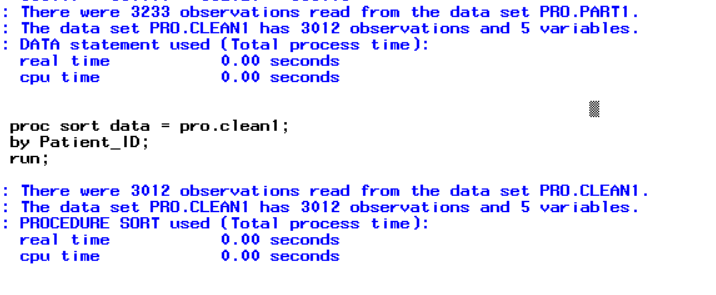 : There were 3233 observations read from the data set PRO.PART1.
: The data set PRO.CLEAN1 has 3012 observations and 5 variables.
: DATA statement used (Total process time):
real time 0.00 seconds
cpu time 0.00 seconds
proc sort data = pro.clean1;
by Patient_ID;
run;
: There were 3012 observations read from the data set PRO.CLEAN1.
: The data set PRO.CLEAN1 has 3012 observations and 5 variables.
: PROCEDURE SORT used (Total process time):
real time 0.00 seconds
cpu time 0.00 seconds